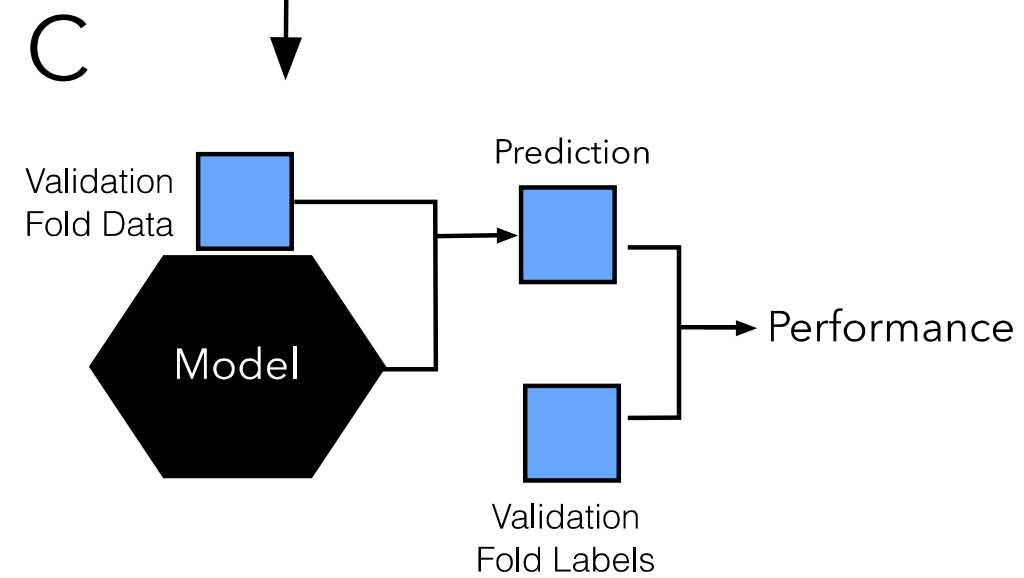 C
Validation
Fold Data
Prediction
Model
Performance
Validation
Fold Labels